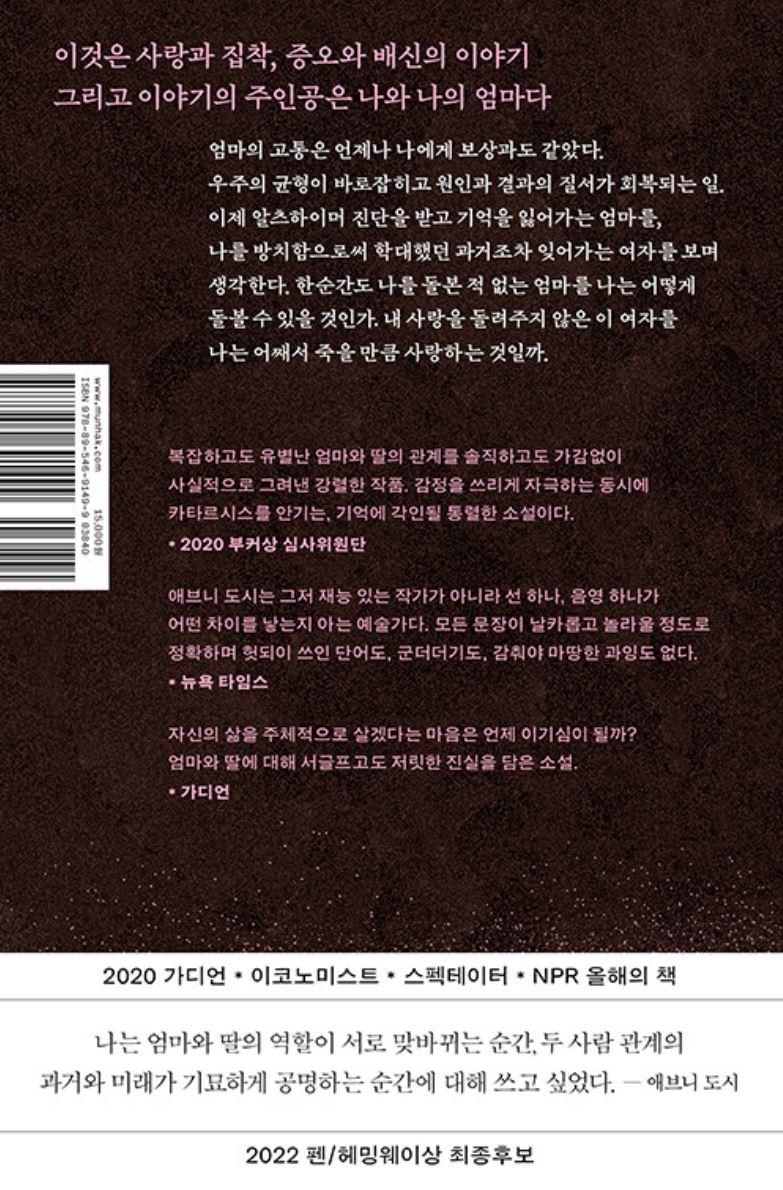 이것은 사랑과 집착, 증오와 배신의 이야기
그리고 이야기의 주인공은 나와 나의 엄마다
엄마의 고통은 언제나 나에게 보상과도 같았다.
우주의 균형이 바로잡히고 원인과 결과의 질서가 회복되는 일.
이제 알츠하이머 진단을 받고 기억을 잃어가는 엄마를,
나를 방치함으로써 학대했던 과거조차 잊어가는 여자를 보며
생각한다. 한순간도 나를 돌본 적 없는 엄마를 나는 어떻게
돌볼 수 있을 것인가. 내 사랑을 돌려주지 않은 이 여자를
나는 어째서 죽을 만큼 사랑하는 것일까.
www.munhak.com 15,000원
ISBN 978-89-546-9149-9 03840
복잡하고도 유별난 엄마와 딸의 관계를 솔직하고도 가감없이
사실적으로 그려낸 강렬한 작품. 감정을 쓰리게 자극하는 동시에
카타르시스를 안기는, 기억에 각인될 통렬한 소설이다.
• 2020 부커상 심사위원단
애브니 도시는 그저 재능 있는 작가가 아니라 선 하나, 음영 하나가
어떤 차이를 낳는지 아는 예술가다. 모든 문장이 날카롭고 놀라울 정도로
정확하며 헛되이 쓰인 단어도, 군더더기도, 감춰야 마땅한 과잉도 없다.
• 뉴욕 타임스
자신의 삶을 주체적으로 살겠다는 마음은 언제 이기심이 될까?
엄마와 딸에 대해 서글프고도 저릿한 진실을 담은 소설.
• 가디언
2020 가디언 * 이코노미스트 * 스펙테이터 * NPR 올해의 책
나는 엄마와 딸의 역할이 서로 맞바뀌는 순간, 두 사람 관계의
과거와 미래가 기묘하게 공명하는 순간에 대해 쓰고 싶었다. — 애브니 도시
2022 펜/헤밍웨이상 최종후보